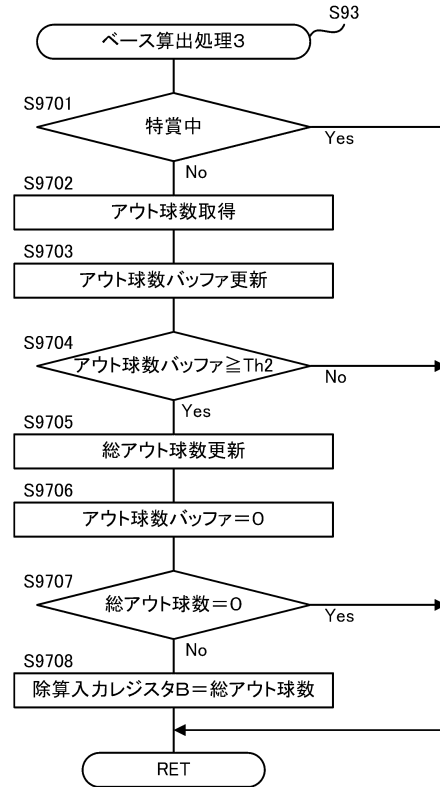 S93
ベース算出処理3
S9701
特賞中
Yes
No
S9702
アウト球数取得
S9703
アウト球数バッファ更新
S9704
アウト球数バッファ≧Th2
No
Yes
S9705
総アウト球数更新
S9706
アウト球数バッファ=0
S9707
総アウト球数=0
Yes
No
S9708
除算入力レジスタB=総アウト球数
RET